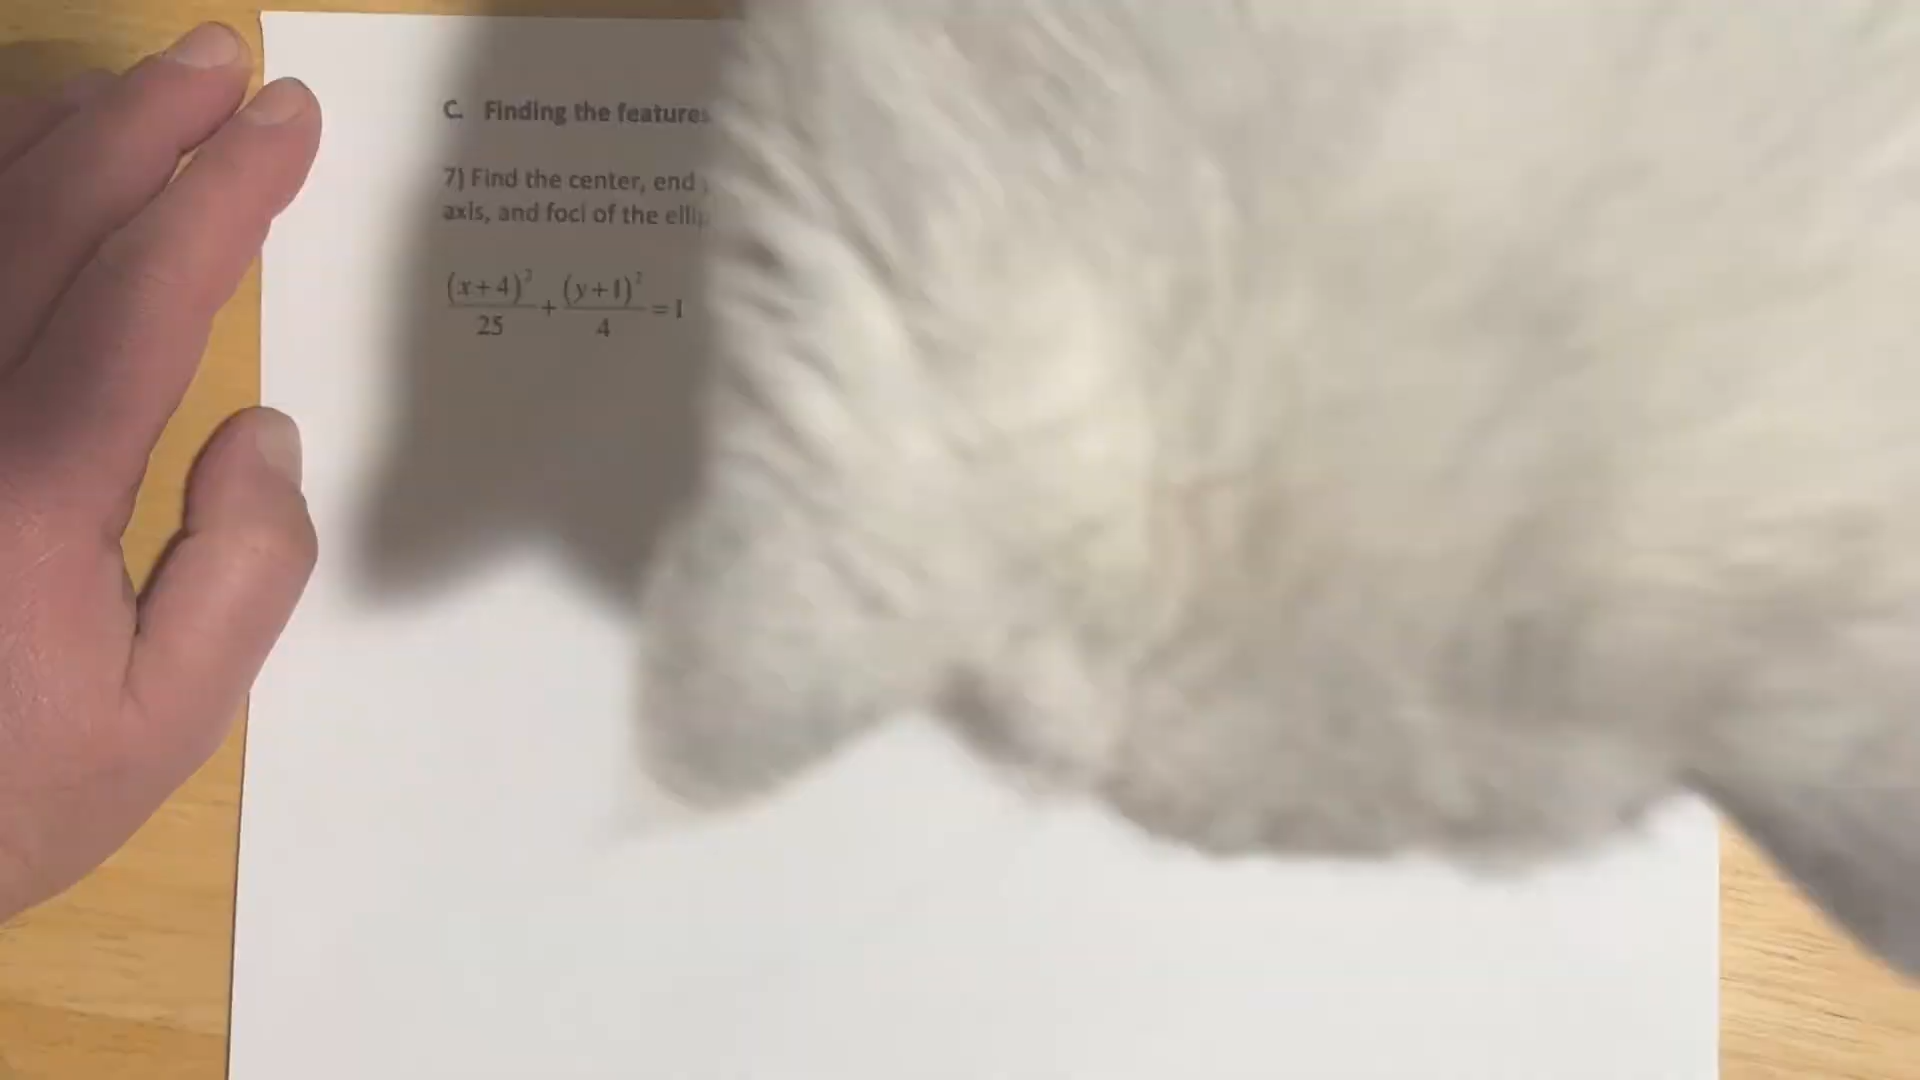 C. Finding the features
7) Find the center, end
axis, and foci of the
(x+4)²/25 + (y+1)²/4 = 1